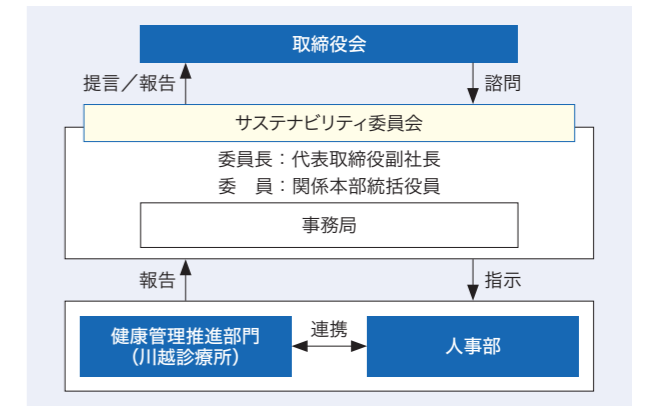 取締役会
提言／報告
諮問
サステナビリティ委員会
委員長：代表取締役副社長
委　員：関係本部統括役員
事務局
報告
指示
健康管理推進部門
（川越診療所）
連携
人事部